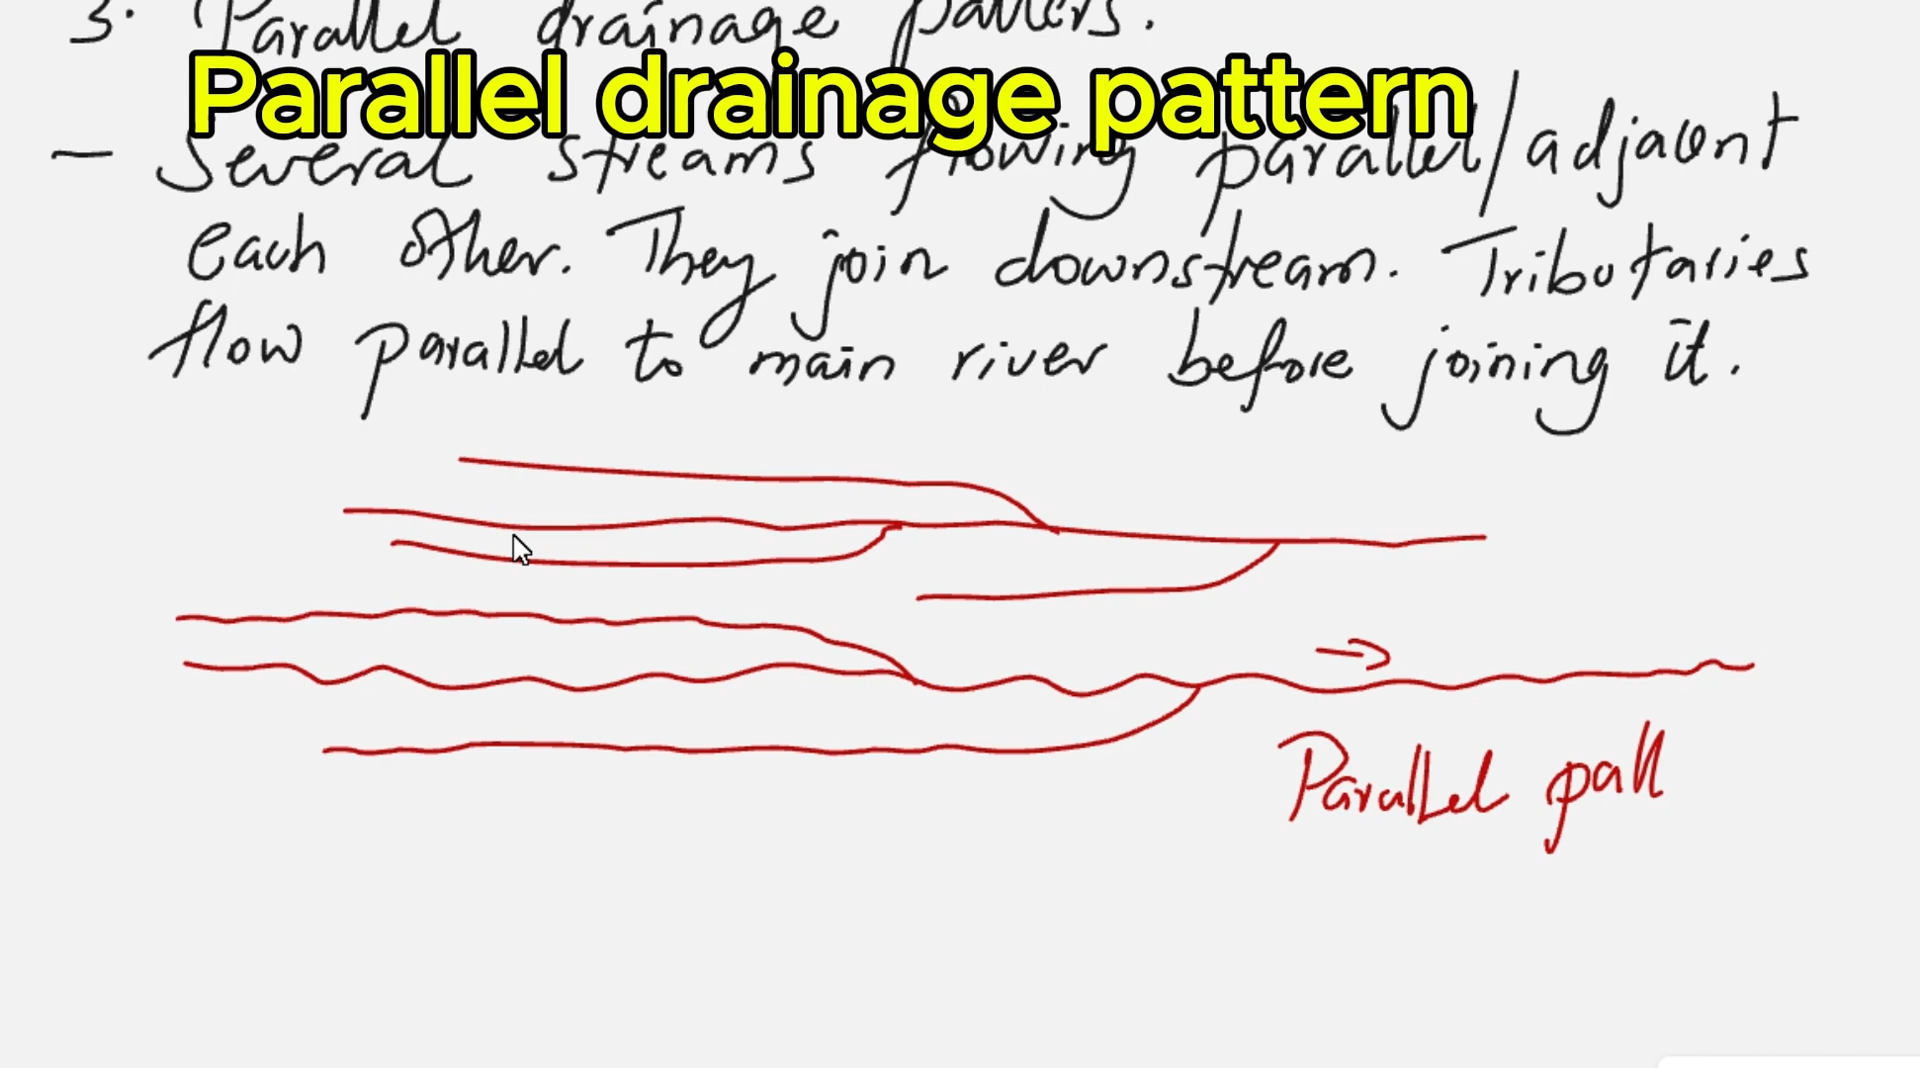 3. Parallel drainage patters.
Parallel drainage pattern
- Several streams flowing parallel/adjacent
each other. They join downstream. Tributaries
flow parallel to main river before joining it.
Parallel patt